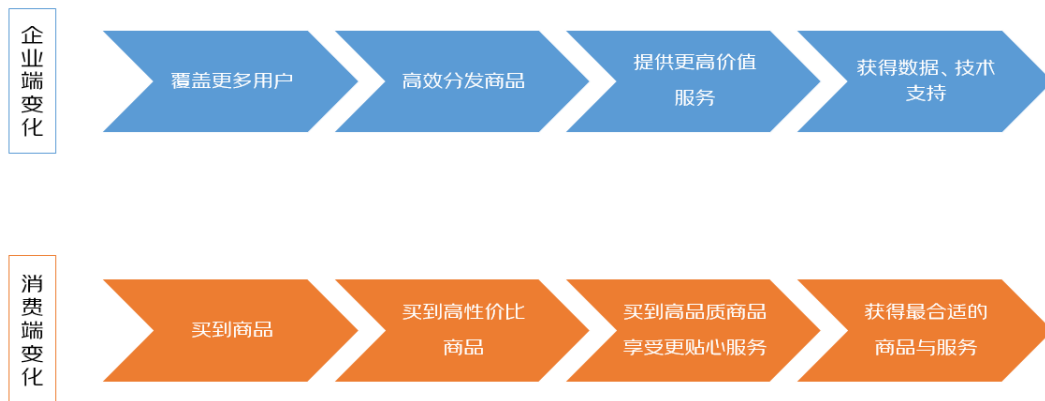 企业端变化
覆盖更多用户
高效分发商品
提供更高价值
服务
获得数据、技术
支持
消费端变化
买到商品
买到高性价比
商品
买到高品质商品
享受更贴心服务
获得最合适的
商品与服务